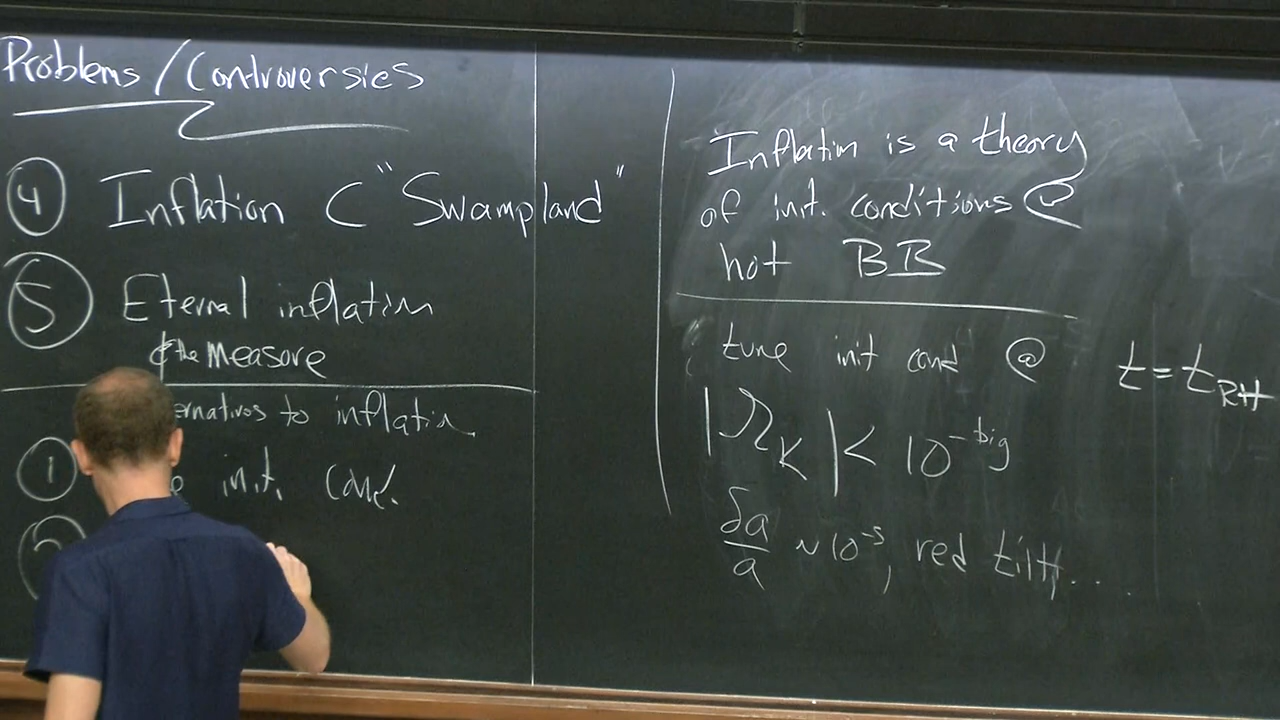 Problems / Controversies
④ Inflation ⊂ "Swampland"
⑤ Eternal inflation
& the Measure
ernatives to inflation
① init. cond.
②
Inflation is a theory
of init. conditions @
hot BB
tune init cond @ t = t_RH
|Ω_K| < 10^-big
δa/a ~ 10^-5, red tilt...